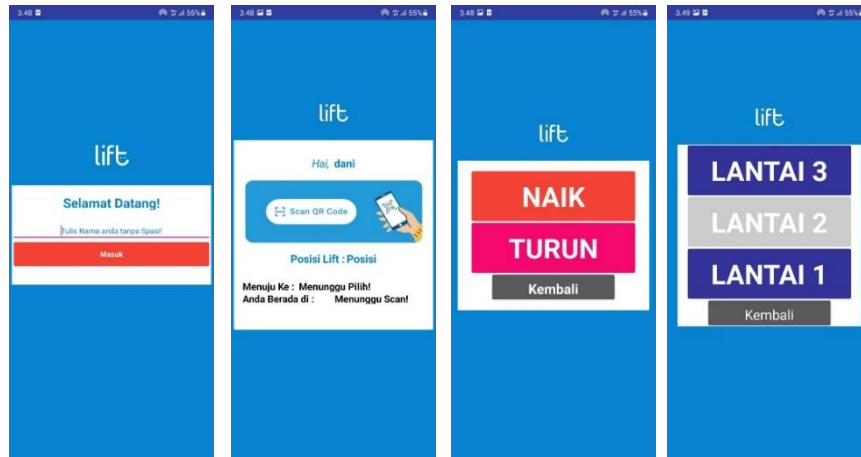 3.48
55%
lift
Selamat Datang!
Tulis Nama anda tanpa Spasi!
Masuk
3.48
55%
lift
Hai, dani
Scan QR Code
Posisi Lift : Posisi
Menuju Ke : Menunggu Pilih!
Anda Berada di : Menunggu Scan!
3.48
55%
lift
NAIK
TURUN
Kembali
3.49
55%
lift
LANTAI 3
LANTAI 2
LANTAI 1
Kembali